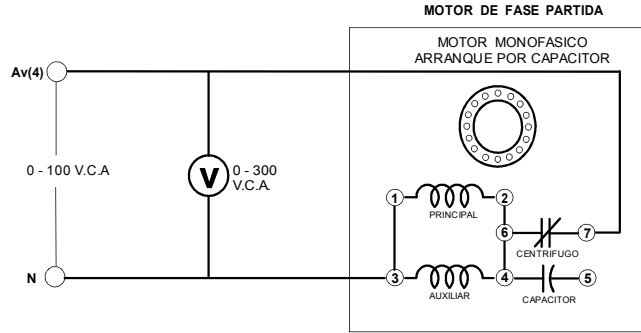 MOTOR DE FASE PARTIDA
MOTOR MONOFASICO
ARRANQUE POR CAPACITOR
Av(4)
0 - 100 V.C.A
V
0 - 300
V.C.A.
1
2
PRINCIPAL
6
7
CENTRIFUGO
N
3
4
5
AUXILIAR
CAPACITOR